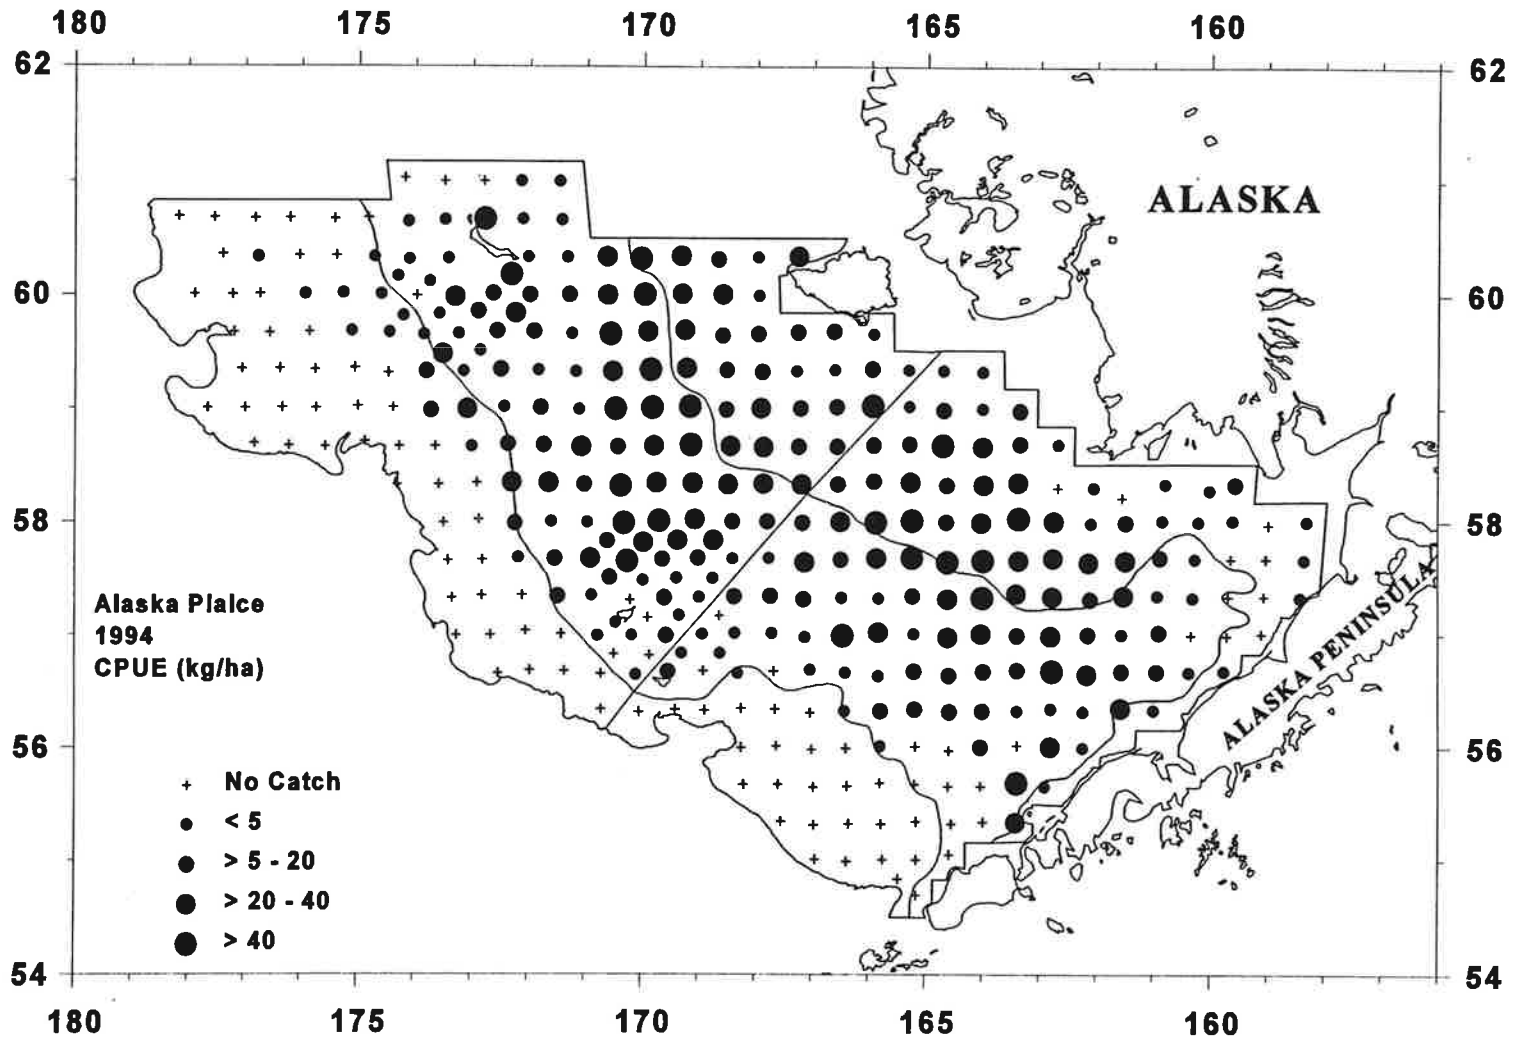 180 175 170 165 160
62 62
ALASKA
60 60
58 58
Alaska Plaice
1994
CPUE (kg/ha)
ALASKA PENINSULA
56 56
+ No Catch
< 5
> 5 - 20
> 20 - 40
> 40
54 54
180 175 170 165 160